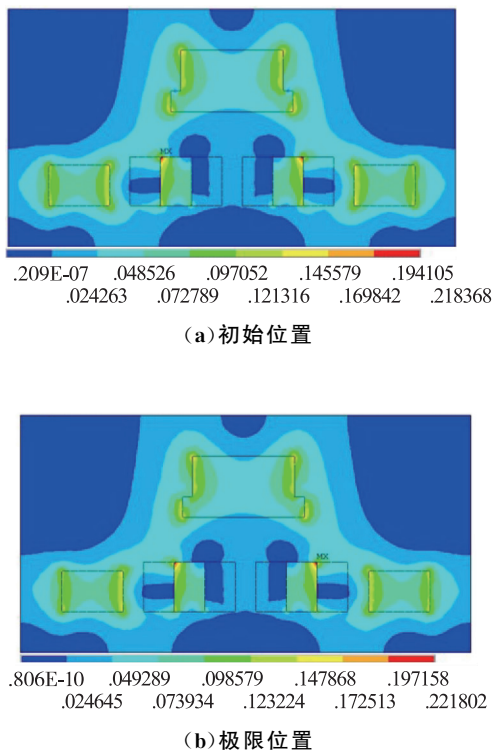 MX
.209E-07 .048526 .097052 .145579 .194105
.024263 .072789 .121316 .169842 .218368
(a)初始位置
MX
.806E-10 .049289 .098579 .147868 .197158
.024645 .073934 .123224 .172513 .221802
(b)极限位置